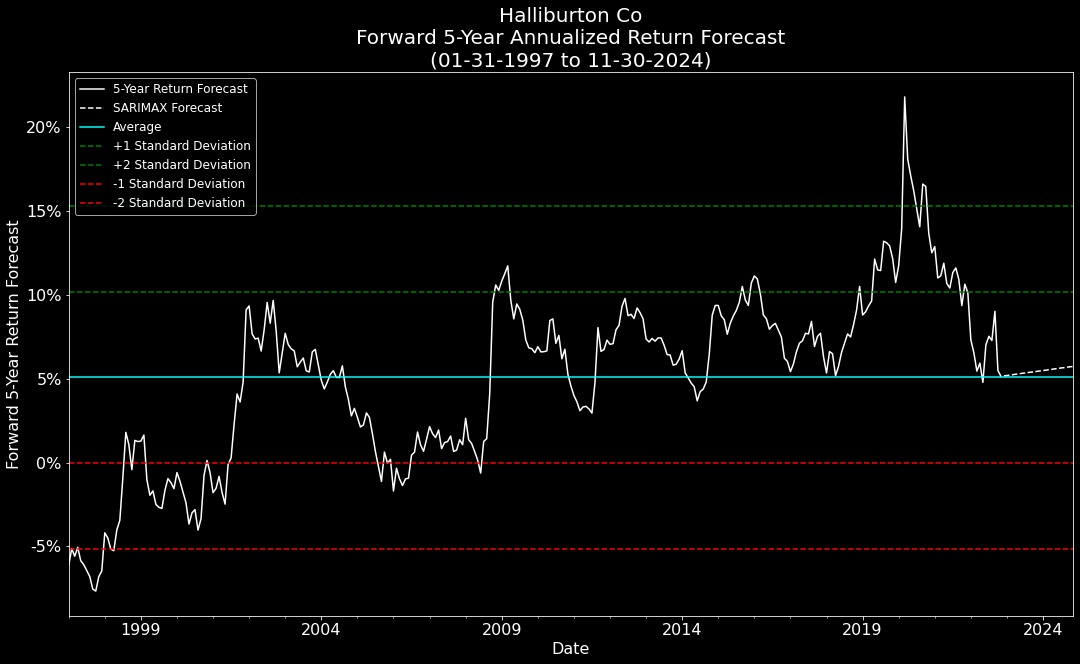 Halliburton Co
Forward 5-Year Annualized Return Forecast
(01-31-1997 to 11-30-2024)
5-Year Return Forecast
SARIMAX Forecast
Average
+1 Standard Deviation
+2 Standard Deviation
-1 Standard Deviation
-2 Standard Deviation
Forward 5-Year Return Forecast
20%
15%
10%
5%
0%
-5%
1999
2004
2009
2014
2019
2024
Date